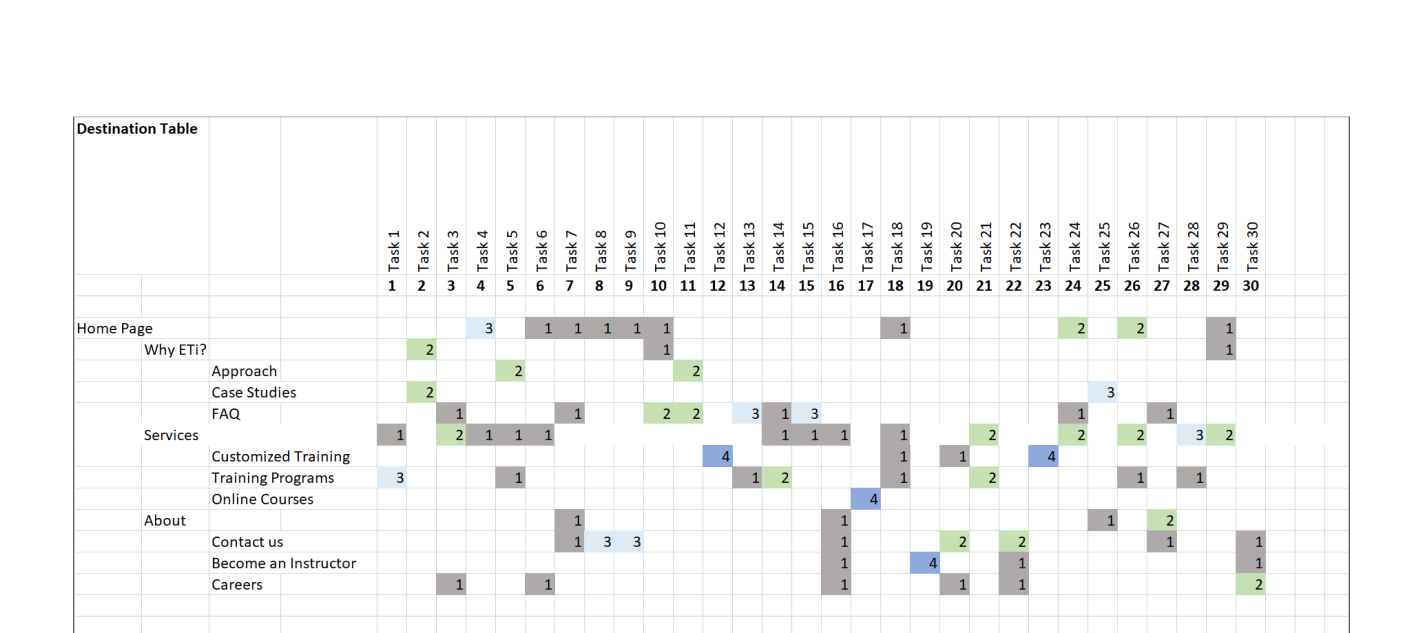 Destination Table
Task 1 Task 2 Task 3 Task 4 Task 5 Task 6 Task 7 Task 8 Task 9 Task 10 Task 11 Task 12 Task 13 Task 14 Task 15 Task 16 Task 17 Task 18 Task 19 Task 20 Task 21 Task 22 Task 23 Task 24 Task 25 Task 26 Task 27 Task 28 Task 29 Task 30
1 2 3 4 5 6 7 8 9 10 11 12 13 14 15 16 17 18 19 20 21 22 23 24 25 26 27 28 29 30
Home Page 3 1 1 1 1 1 1 2 2 1
Why ETi? 2 1 1
Approach 2 2
Case Studies 2 3
FAQ 1 1 2 2 3 1 3 1 1
Services 1 2 1 1 1 1 1 1 1 2 2 2 3 2
Customized Training 4 1 1 4
Training Programs 3 1 1 2 1 2 1 1
Online Courses 4
About 1 1 1 2
Contact us 1 3 3 1 2 2 1 1
Become an Instructor 1 4 1 1
Careers 1 1 1 1 1 2